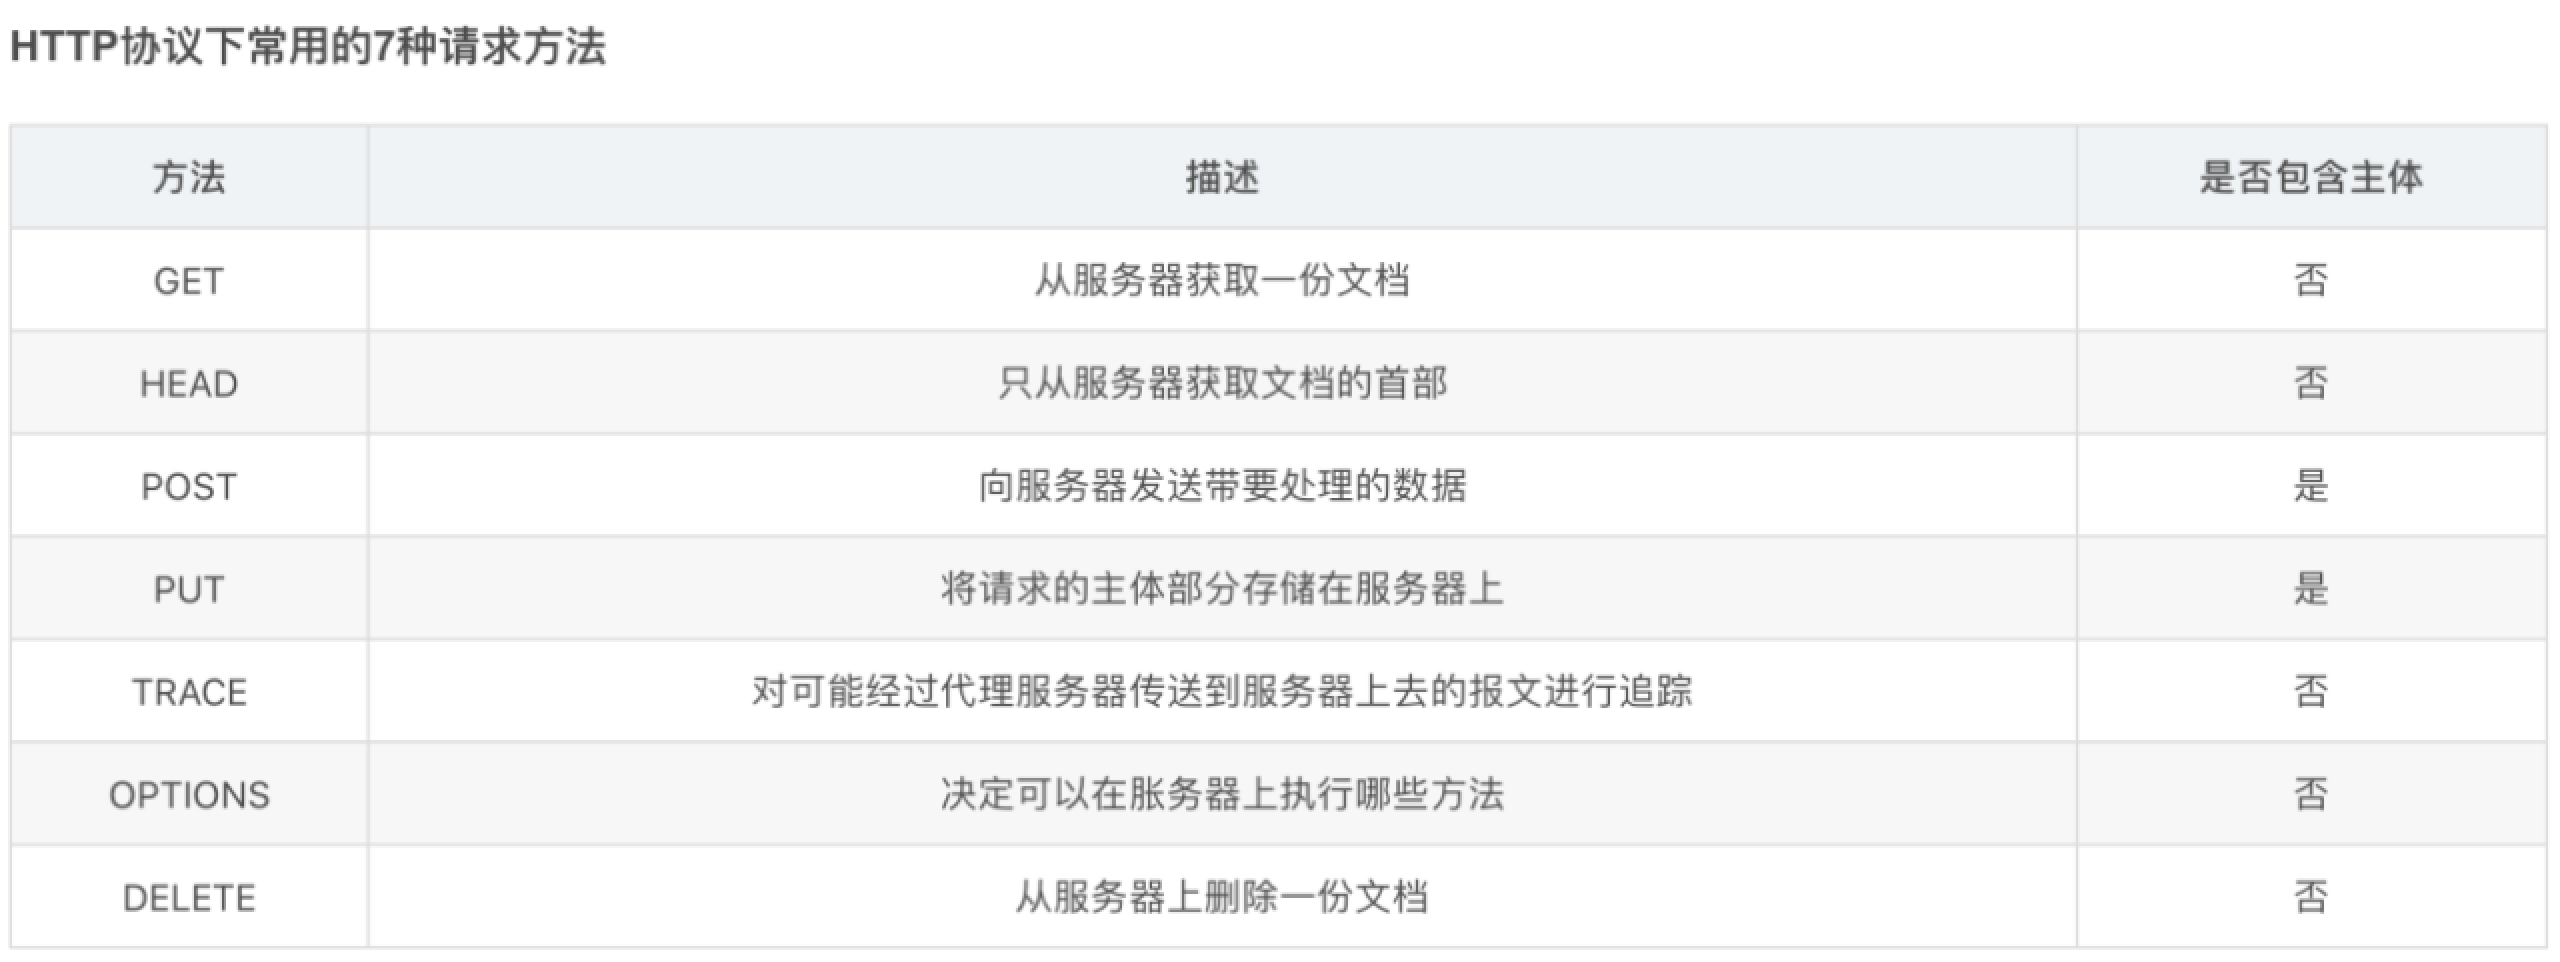 HTTP协议下常用的7种请求方法
方法 描述 是否包含主体
GET 从服务器获取一份文档 否
HEAD 只从服务器获取文档的首部 否
POST 向服务器发送带要处理的数据 是
PUT 将请求的主体部分存储在服务器上 是
TRACE 对可能经过代理服务器传送到服务器上去的报文进行追踪 否
OPTIONS 决定可以在胀务器上执行哪些方法 否
DELETE 从服务器上删除一份文档 否